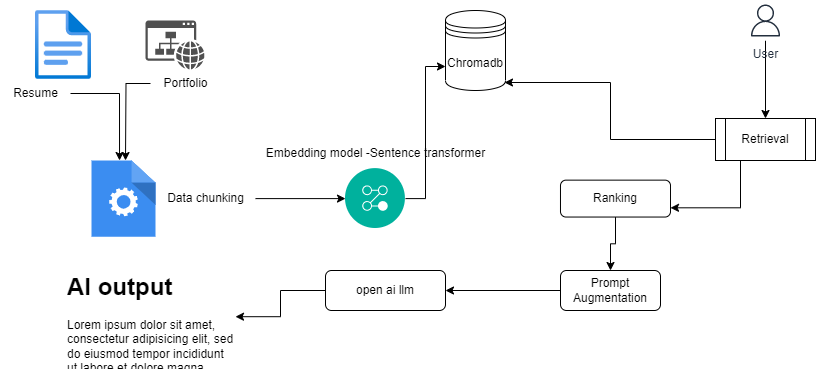 Chromadb
User
Resume
Portfolio
Retrieval
Embedding model -Sentence transformer
Data chunking
Ranking
AI output
open ai llm
Prompt
Augmentation
Lorem ipsum dolor sit amet,
consectetur adipisicing elit, sed
do eiusmod tempor incididunt
ut labore et dolore magna